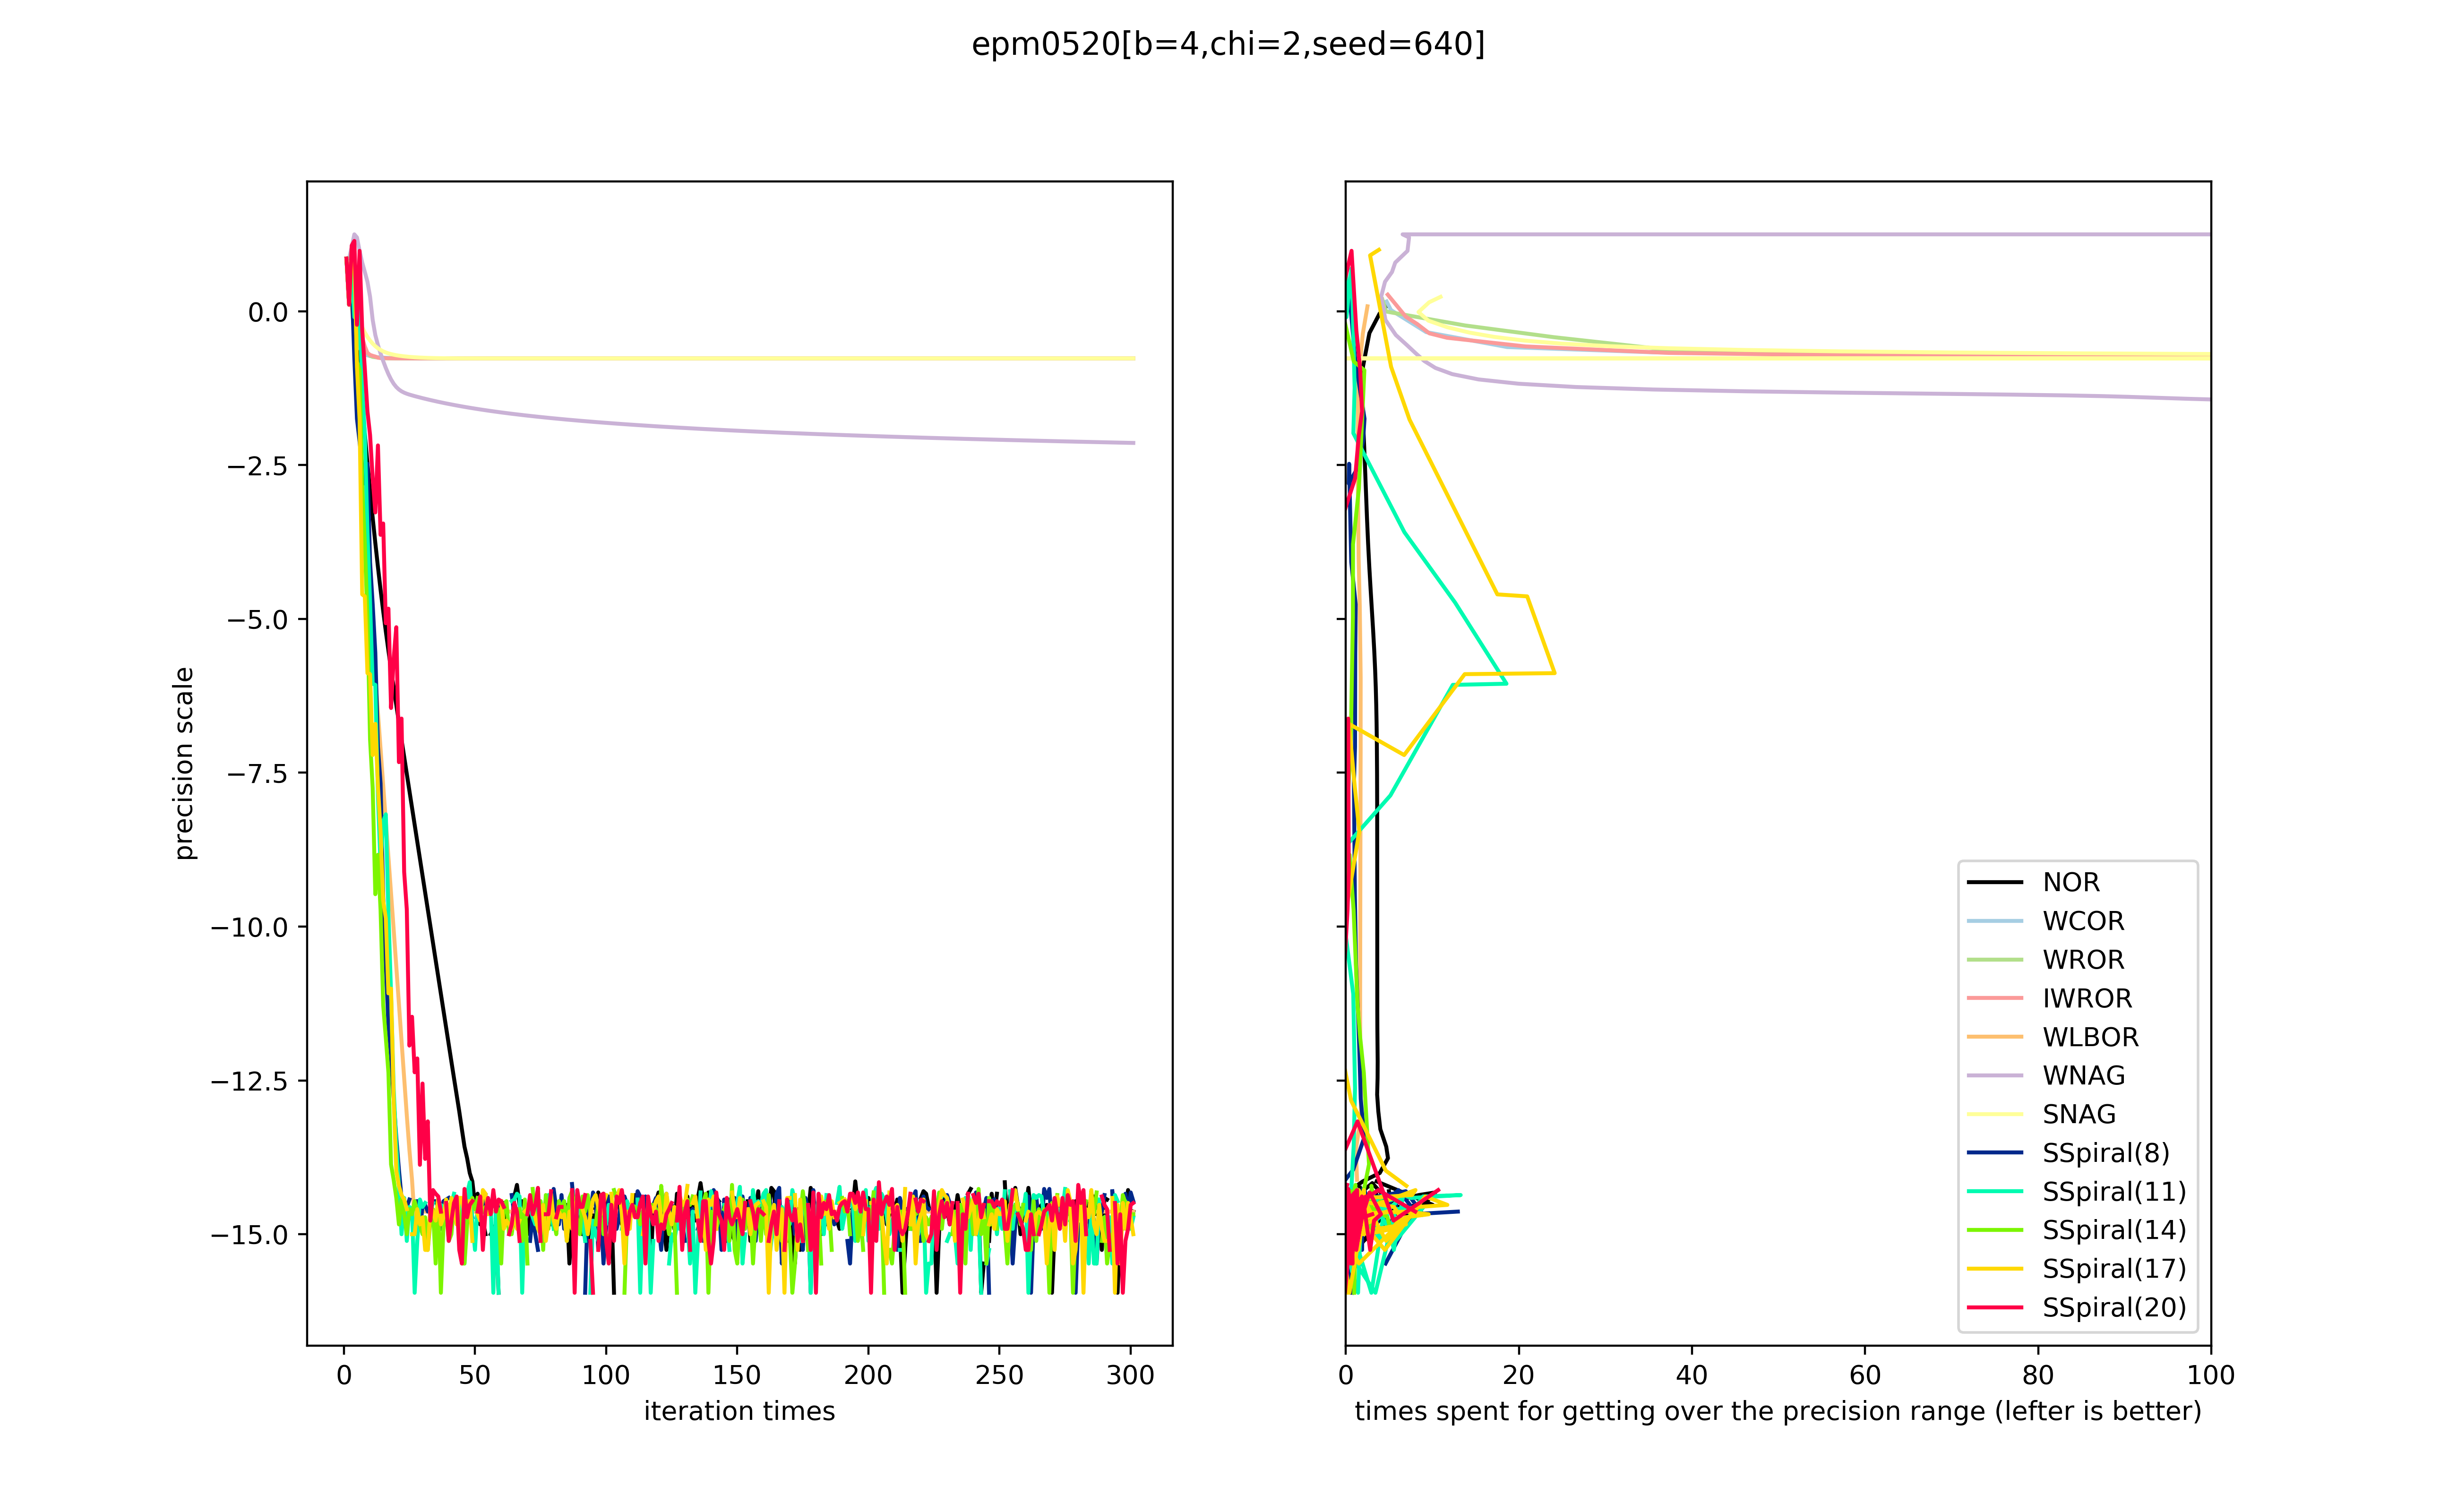 epm0520[b=4,chi=2,seed=640]
precision scale
0.0
−2.5
−5.0
−7.5
−10.0
−12.5
−15.0
0 50 100 150 200 250 300
iteration times
NOR
WCOR
WROR
IWROR
WLBOR
WNAG
SNAG
SSpiral(8)
SSpiral(11)
SSpiral(14)
SSpiral(17)
SSpiral(20)
0 20 40 60 80 100
times spent for getting over the precision range (lefter is better)